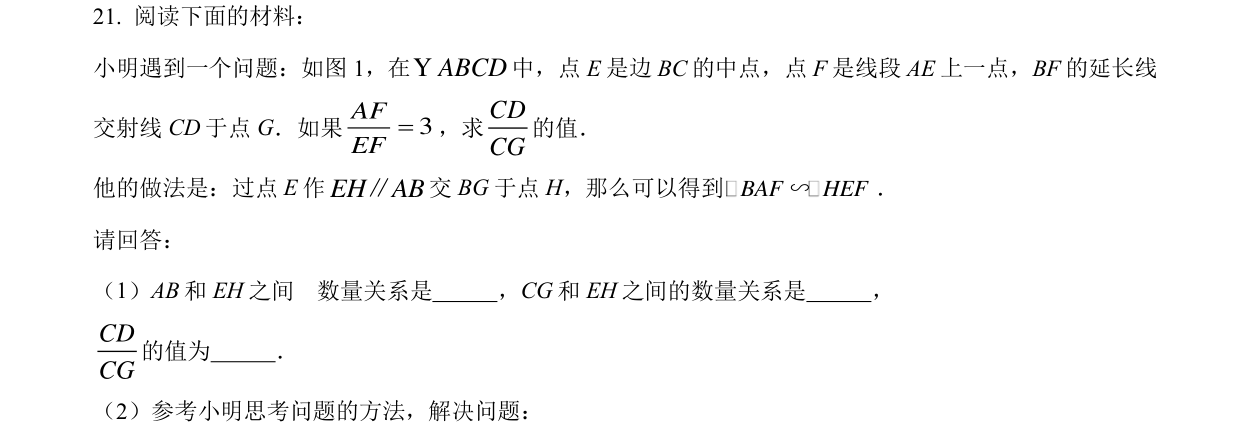 21. 阅读下面的材料：
小明遇到一个问题：如图 1，在Y ABCD 中，点 E 是边 BC 的中点，点 F 是线段 AE 上一点，BF 的延长线
交射线 CD 于点 G．如果 AF/EF = 3，求 CD/CG 的值．
他的做法是：过点 E 作 EH∥AB 交 BG 于点 H，那么可以得到□BAF∽□HEF．
请回答：
（1）AB 和 EH 之间　数量关系是_____，CG 和 EH 之间的数量关系是_____，
CD/CG 的值为_____．
（2）参考小明思考问题的方法，解决问题：